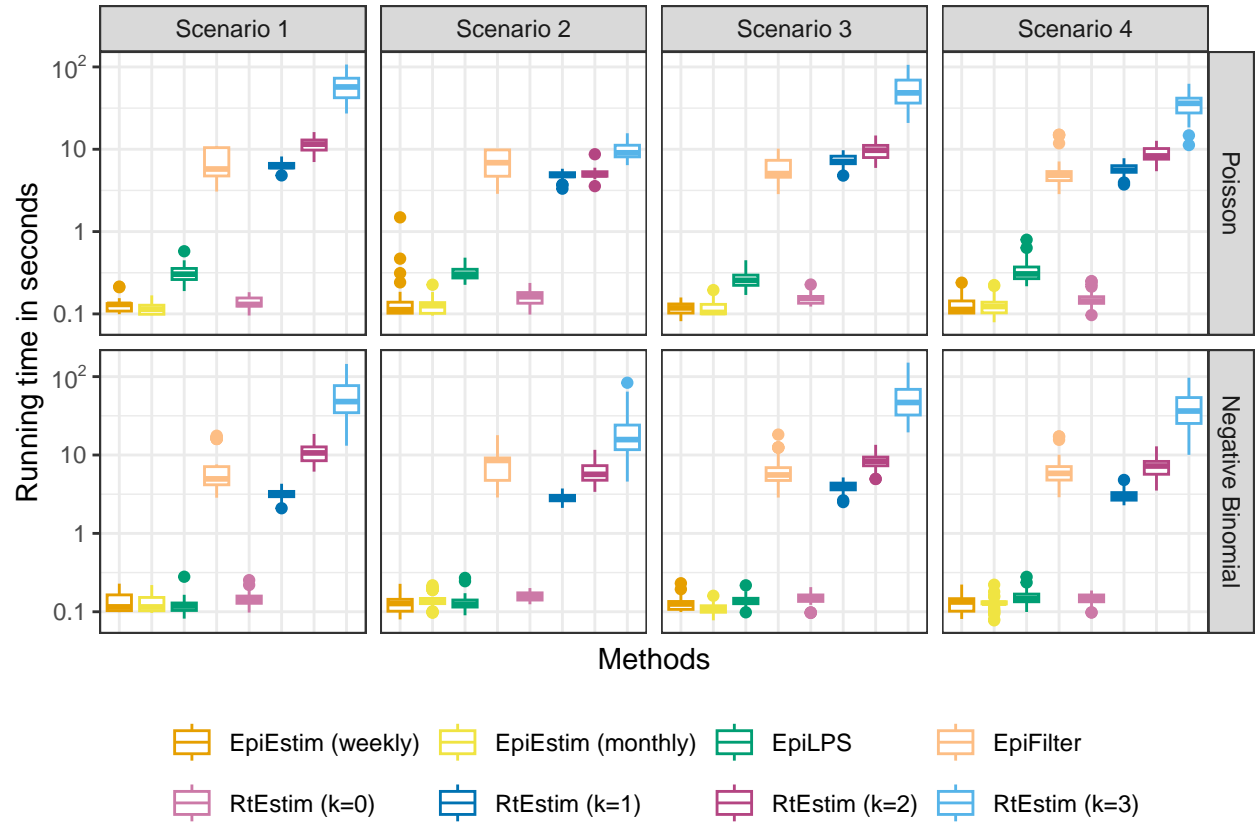 Scenario 1 Scenario 2 Scenario 3 Scenario 4
Running time in seconds
10²
10
1
0.1
Poisson
10²
10
1
0.1
Negative Binomial
Methods
EpiEstim (weekly) EpiEstim (monthly) EpiLPS EpiFilter
RtEstim (k=0) RtEstim (k=1) RtEstim (k=2) RtEstim (k=3)